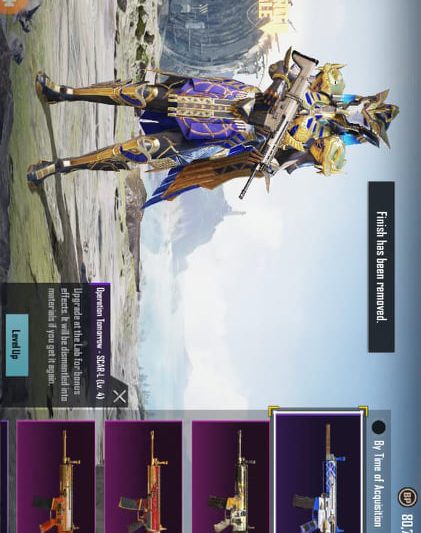 Finish has been removed.
BP 80,
By Time of Acquisition
Operation Tomorrow - SCAR-L (Lv. 4)
Upgrade at the Lab for bonus
effects. It will be dismantled into
materials if you get it again.
Level Up